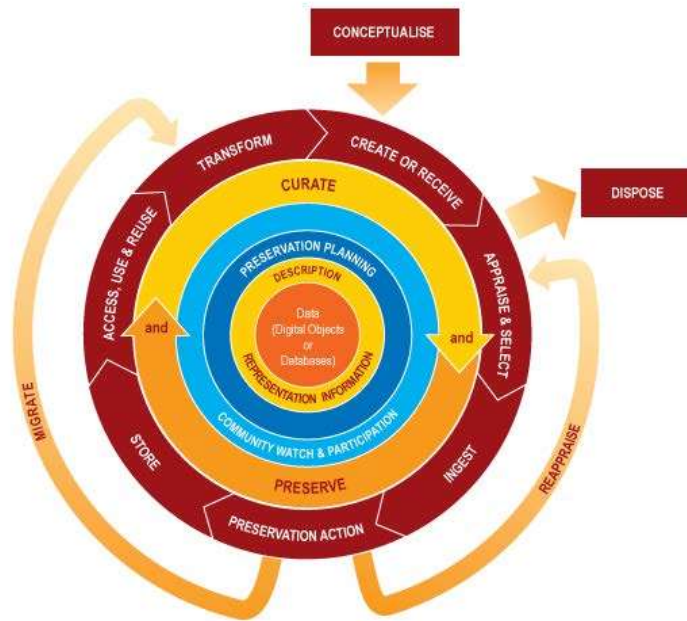 CONCEPTUALISE
TRANSFORM
CREATE OR RECEIVE
DISPOSE
CURATE
ACCESS, USE & REUSE
APPRAISE & SELECT
PRESERVATION PLANNING
DESCRIPTION
Data
(Digital Objects
or
Databases)
and
and
REPRESENTATION INFORMATION
COMMUNITY WATCH & PARTICIPATION
MIGRATE
STORE
INGEST
REAPPRAISE
PRESERVE
PRESERVATION ACTION